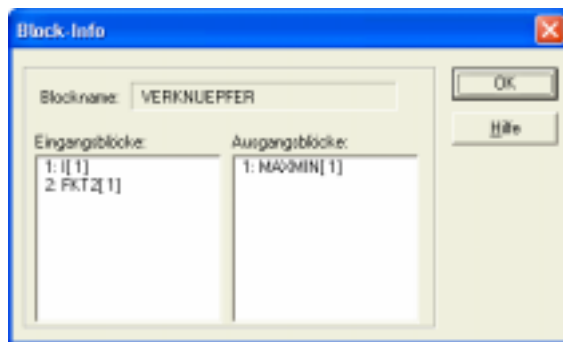 Block-Info
Blockname: VERKNUEPFER
OK
Hilfe
Eingangsblöcke:
1: I[1]
2: FKT2[1]
Ausgangsblöcke:
1: MAXMIN[1]